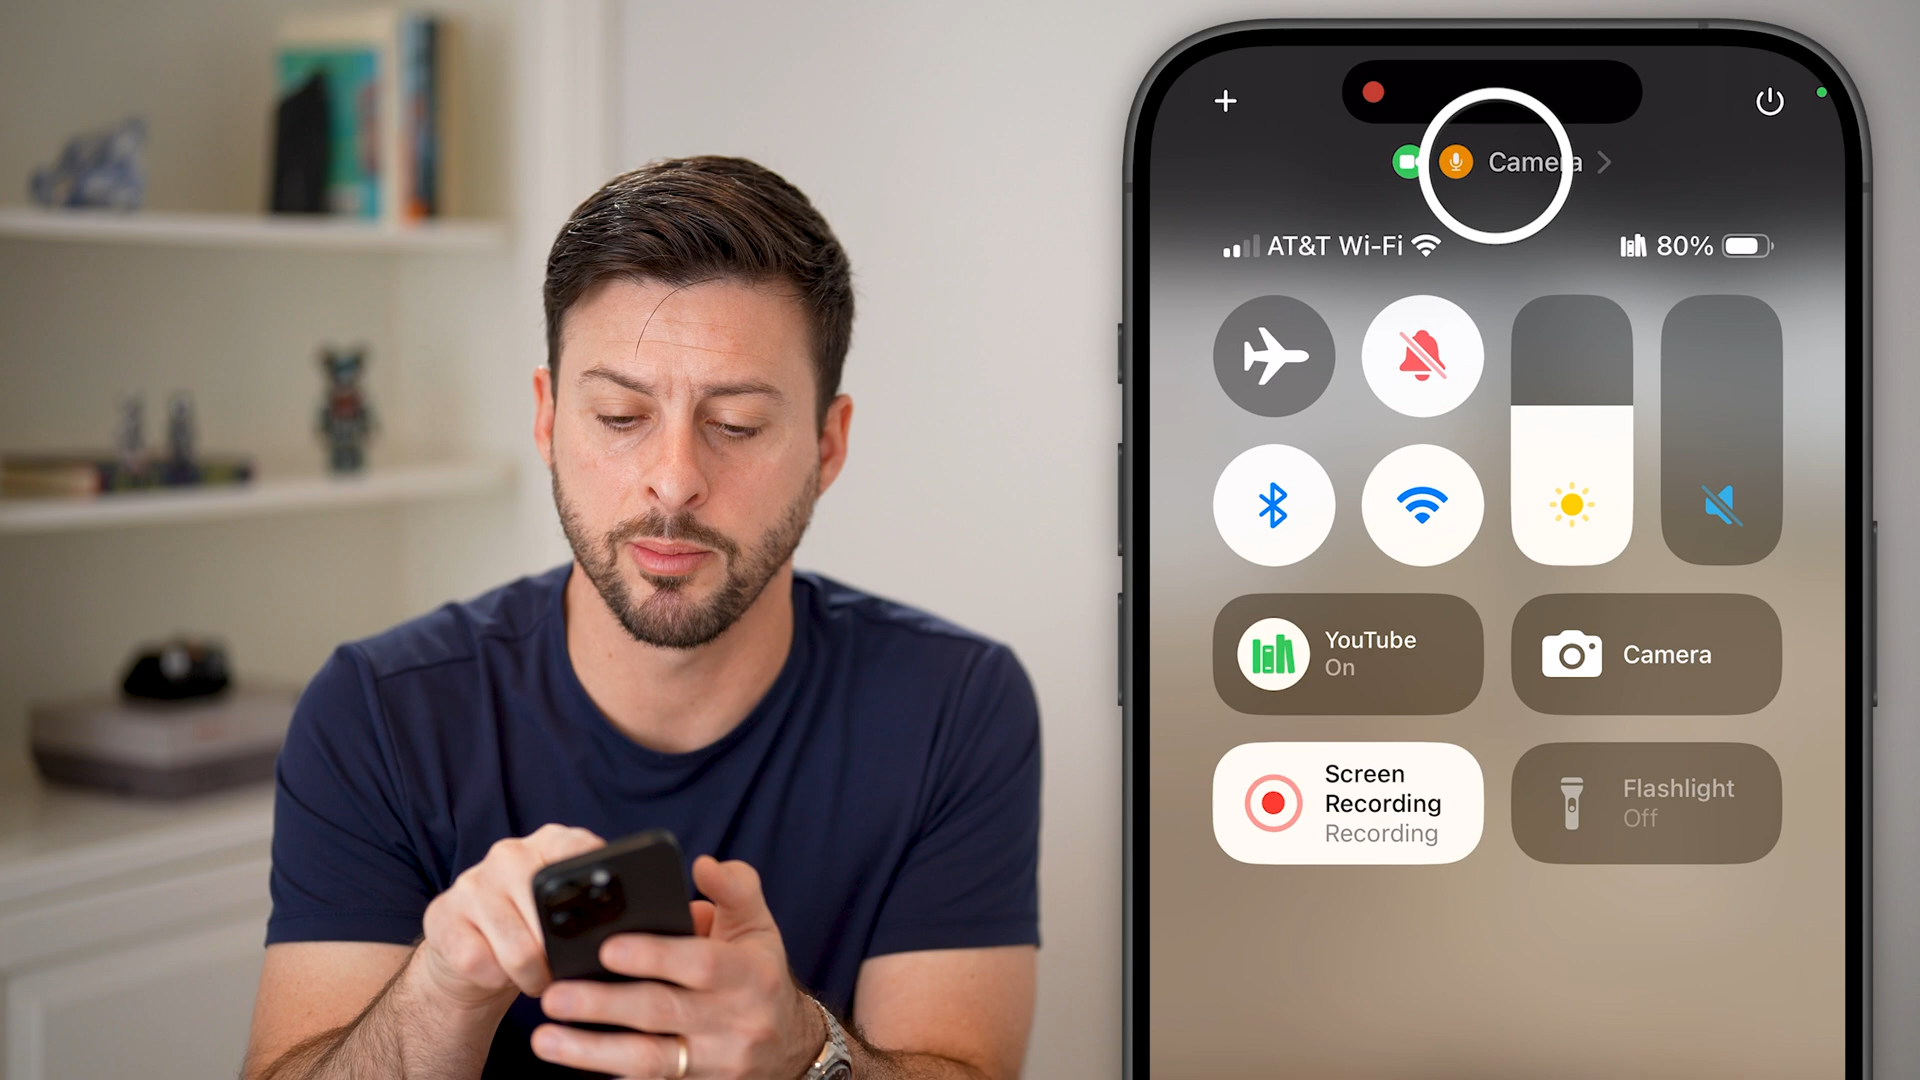 Camera
AT&T Wi-Fi
80%
YouTube
On
Camera
Screen
Recording
Recording
Flashlight
Off